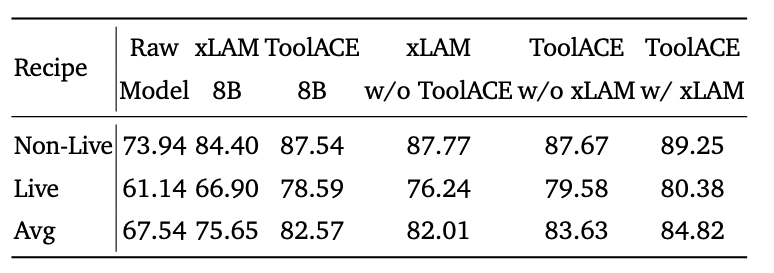 Recipe Raw Model xLAM 8B ToolACE 8B xLAM w/o ToolACE ToolACE w/o xLAM ToolACE w/ xLAM
Non-Live 73.94 84.40 87.54 87.77 87.67 89.25
Live 61.14 66.90 78.59 76.24 79.58 80.38
Avg 67.54 75.65 82.57 82.01 83.63 84.82